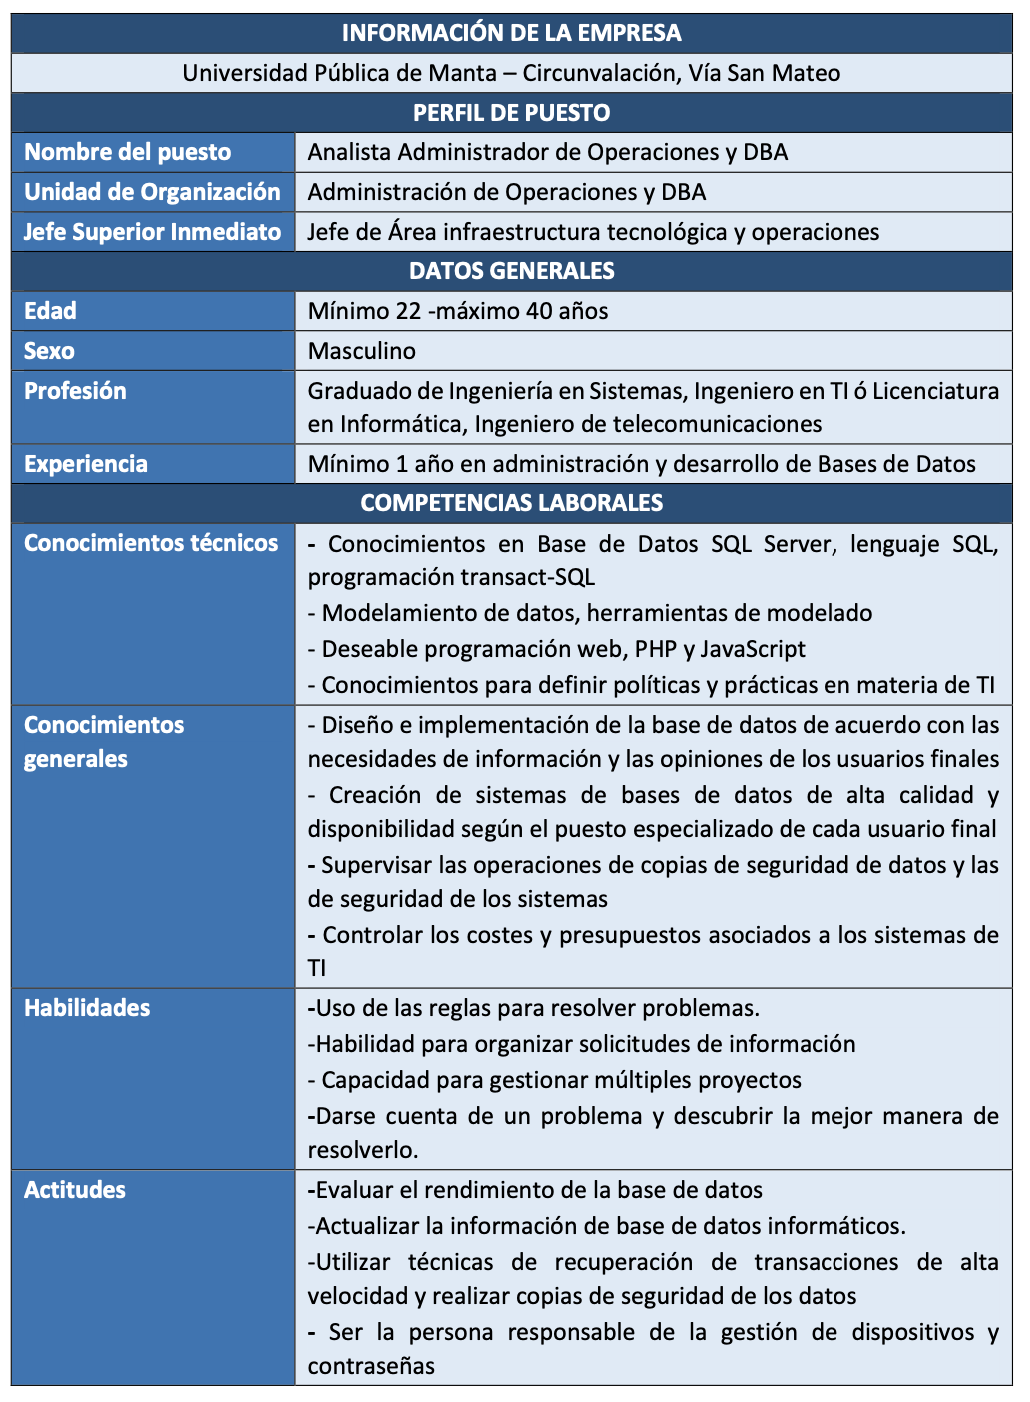 INFORMACIÓN DE LA EMPRESA
Universidad Pública de Manta – Circunvalación, Vía San Mateo
PERFIL DE PUESTO
Nombre del puesto
Analista Administrador de Operaciones y DBA
Unidad de Organización
Administración de Operaciones y DBA
Jefe Superior Inmediato
Jefe de Área infraestructura tecnológica y operaciones
DATOS GENERALES
Edad
Mínimo 22 -máximo 40 años
Sexo
Masculino
Profesión
Graduado de Ingeniería en Sistemas, Ingeniero en TI ó Licenciatura
en Informática, Ingeniero de telecomunicaciones
Experiencia
Mínimo 1 año en administración y desarrollo de Bases de Datos
COMPETENCIAS LABORALES
Conocimientos técnicos
- Conocimientos en Base de Datos SQL Server, lenguaje SQL,
programación transact-SQL
- Modelamiento de datos, herramientas de modelado
- Deseable programación web, PHP y JavaScript
- Conocimientos para definir políticas y prácticas en materia de TI
Conocimientos
generales
- Diseño e implementación de la base de datos de acuerdo con las
necesidades de información y las opiniones de los usuarios finales
- Creación de sistemas de bases de datos de alta calidad y
disponibilidad según el puesto especializado de cada usuario final
- Supervisar las operaciones de copias de seguridad de datos y las
de seguridad de los sistemas
- Controlar los costes y presupuestos asociados a los sistemas de
TI
Habilidades
-Uso de las reglas para resolver problemas.
-Habilidad para organizar solicitudes de información
- Capacidad para gestionar múltiples proyectos
-Darse cuenta de un problema y descubrir la mejor manera de
resolverlo.
Actitudes
-Evaluar el rendimiento de la base de datos
-Actualizar la información de base de datos informáticos.
-Utilizar técnicas de recuperación de transacciones de alta
velocidad y realizar copias de seguridad de los datos
- Ser la persona responsable de la gestión de dispositivos y
contraseñas